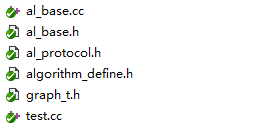 al_base.cc
al_base.h
al_protocol.h
algorithm_define.h
graph_t.h
test.cc